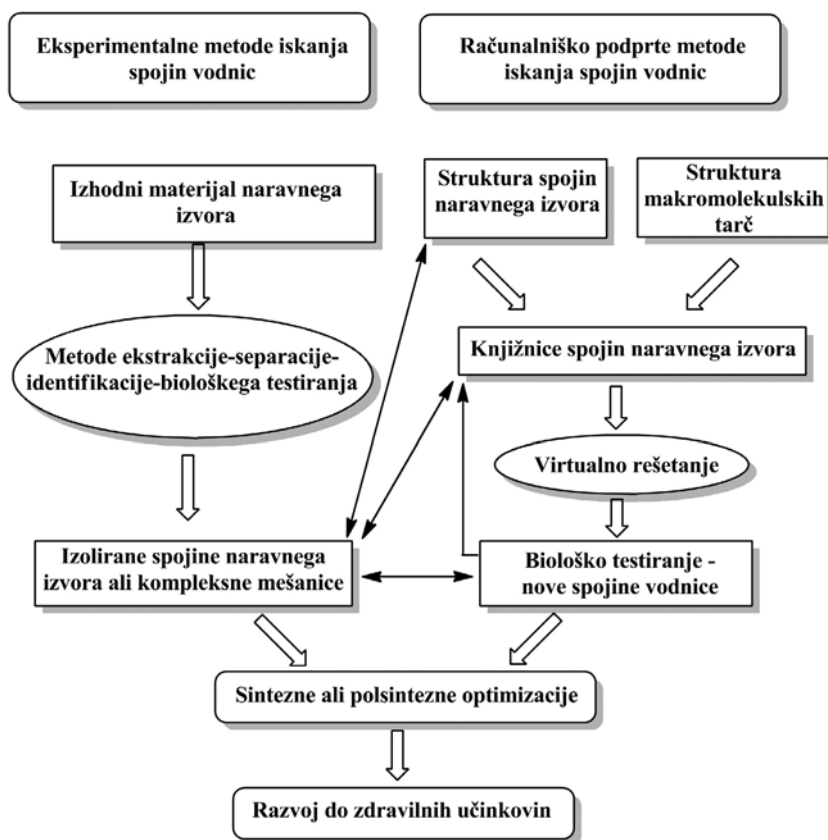 Eksperimentalne metode iskanja
spojin vodnic
Računalniško podprte metode
iskanja spojin vodnic
Izhodni materijal naravnega
izvora
Struktura spojin
naravnega izvora
Struktura
makromolekulskih
tarč
Metode ekstrakcije-separacije-
identifikacije-biološkega testiranja
Knjižnice spojin naravnega izvora
Virtualno rešetanje
Izolirane spojine naravnega
izvora ali kompleksne mešanice
Biološko testiranje -
nove spojine vodnice
Sintezne ali polsintezne optimizacije
Razvoj do zdravilnih učinkovin